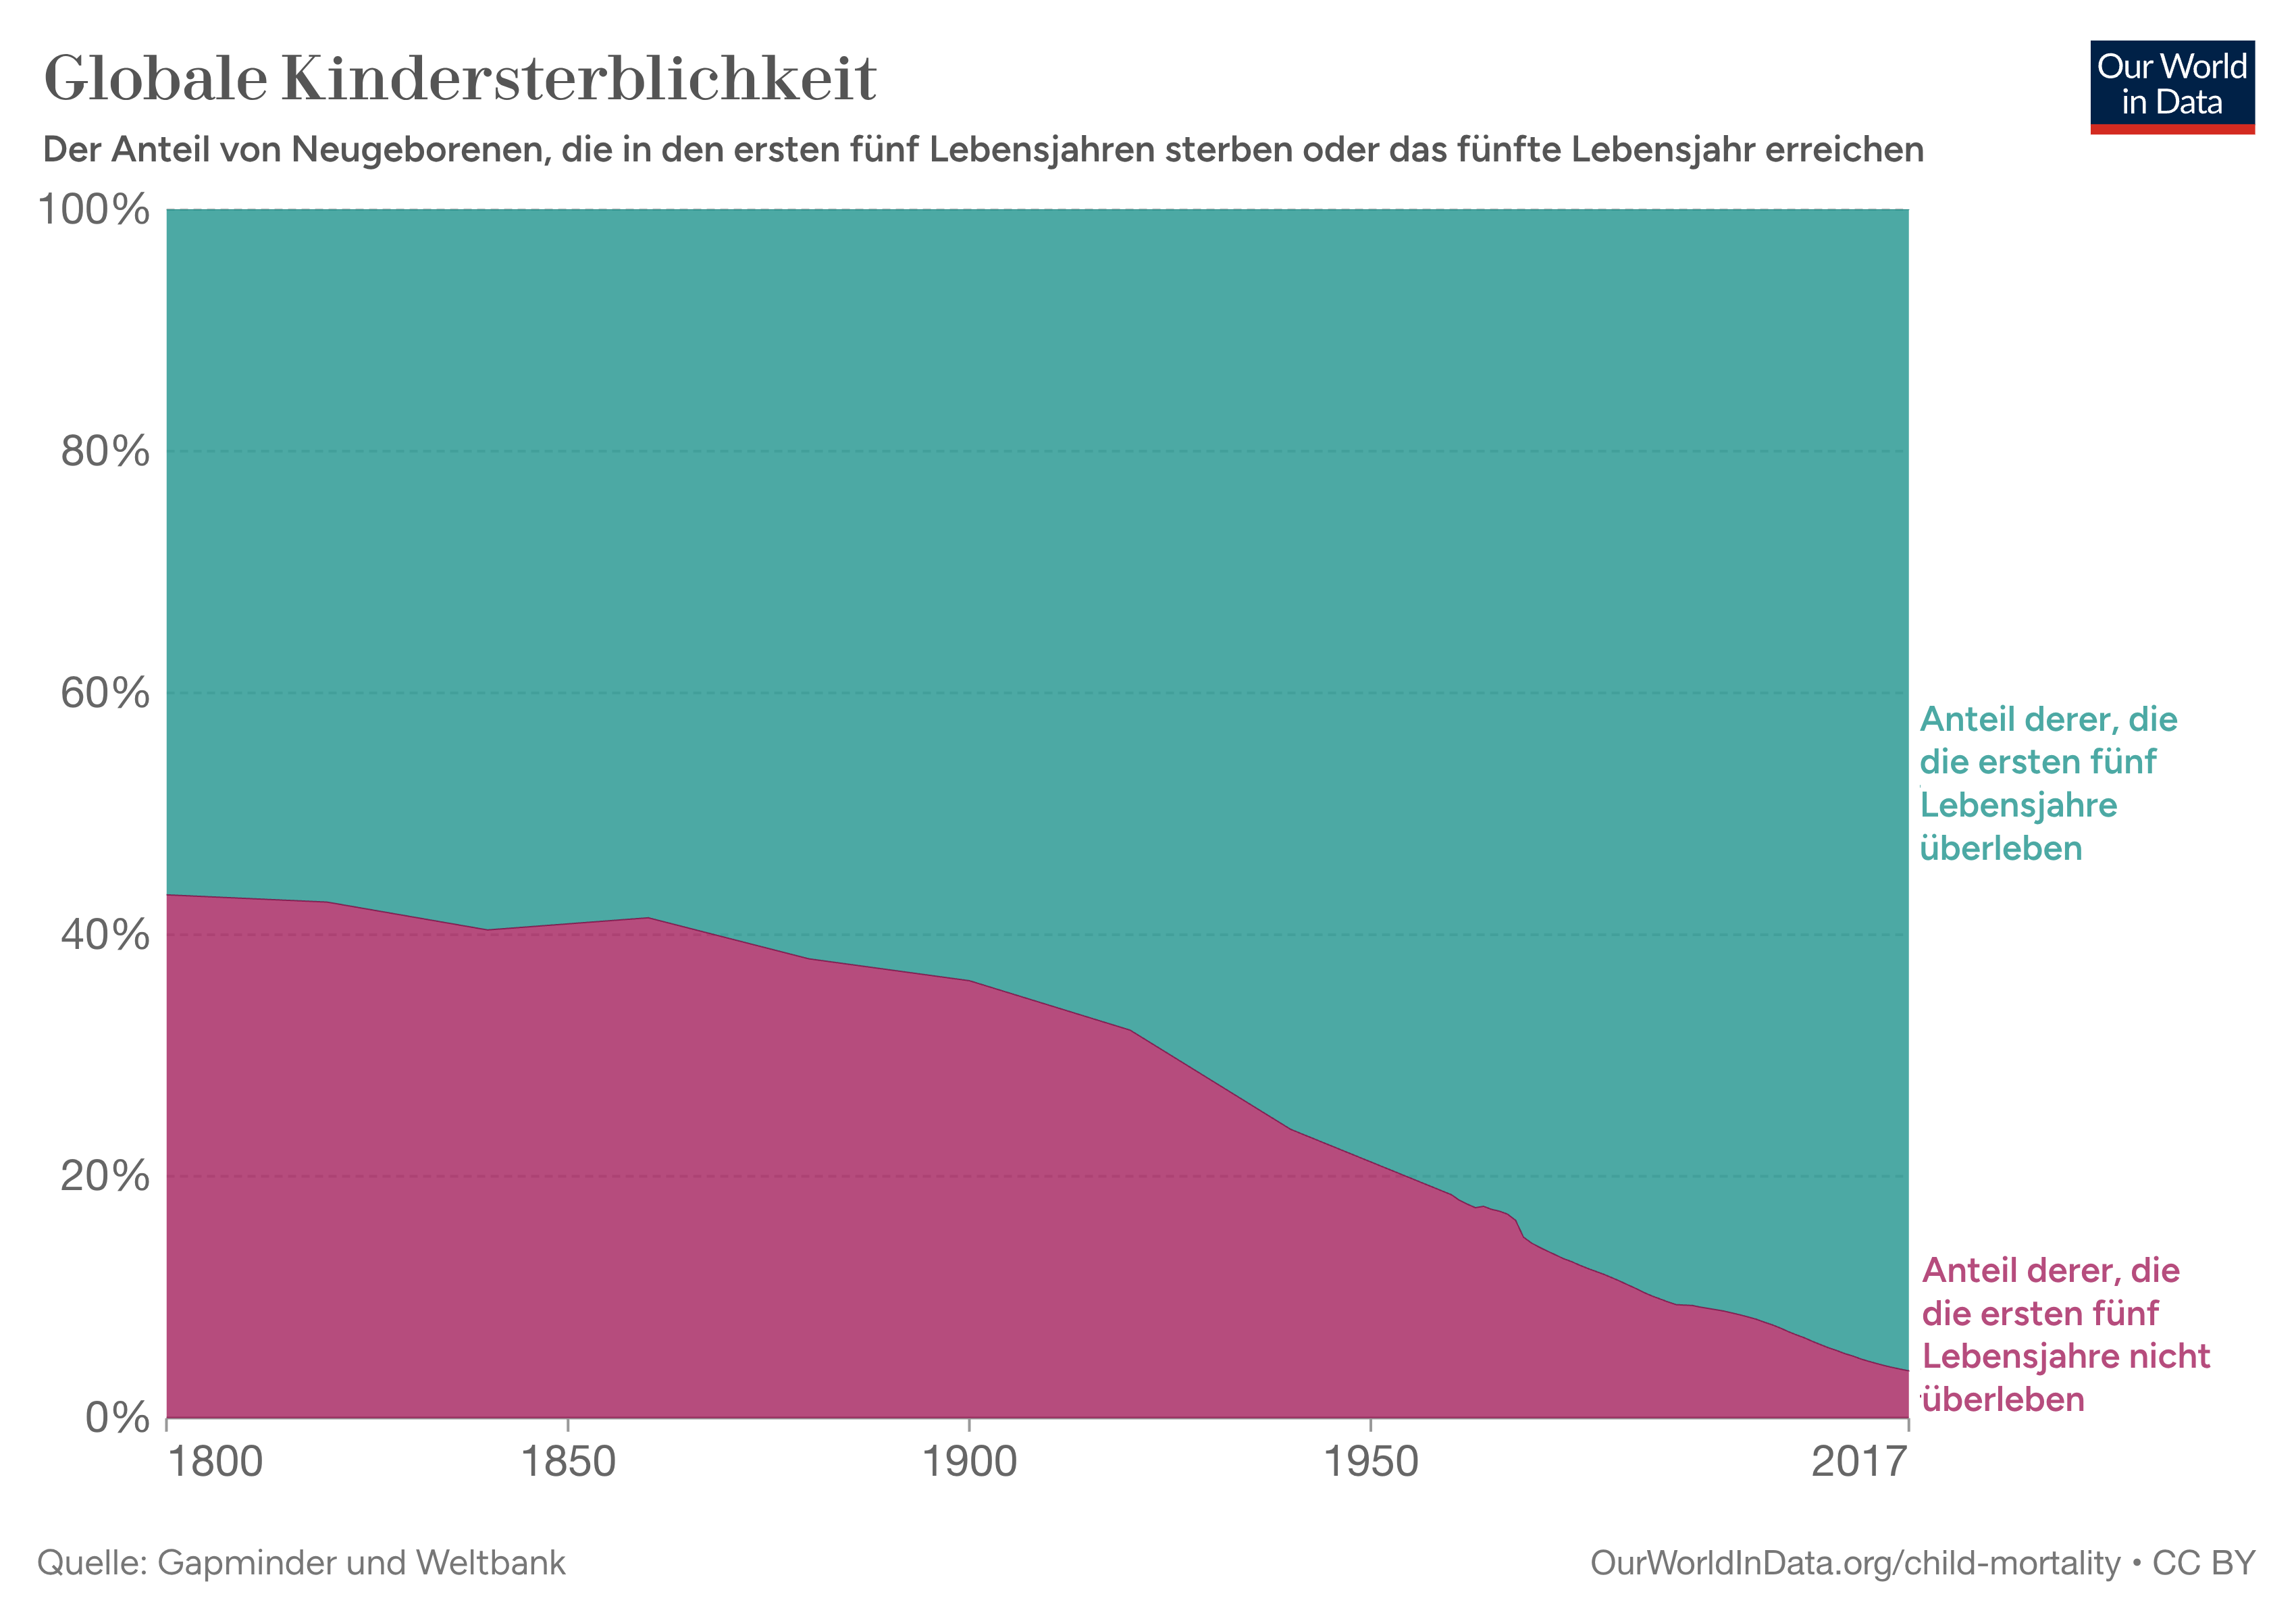 Globale Kindersterblichkeit
Our World
in Data
Der Anteil von Neugeborenen, die in den ersten fünf Lebensjahren sterben oder das fünfte Lebensjahr erreichen
100%
80%
60%
Anteil derer, die
die ersten fünf
Lebensjahre
überleben
40%
20%
Anteil derer, die
die ersten fünf
Lebensjahre nicht
überleben
0%
1800
1850
1900
1950
2017
Quelle: Gapminder und Weltbank
OurWorldInData.org/child-mortality • CC BY